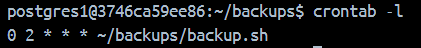 postgres1@3746ca59ee86:~/backups$ crontab -l
0 2 * * * ~/backups/backup.sh